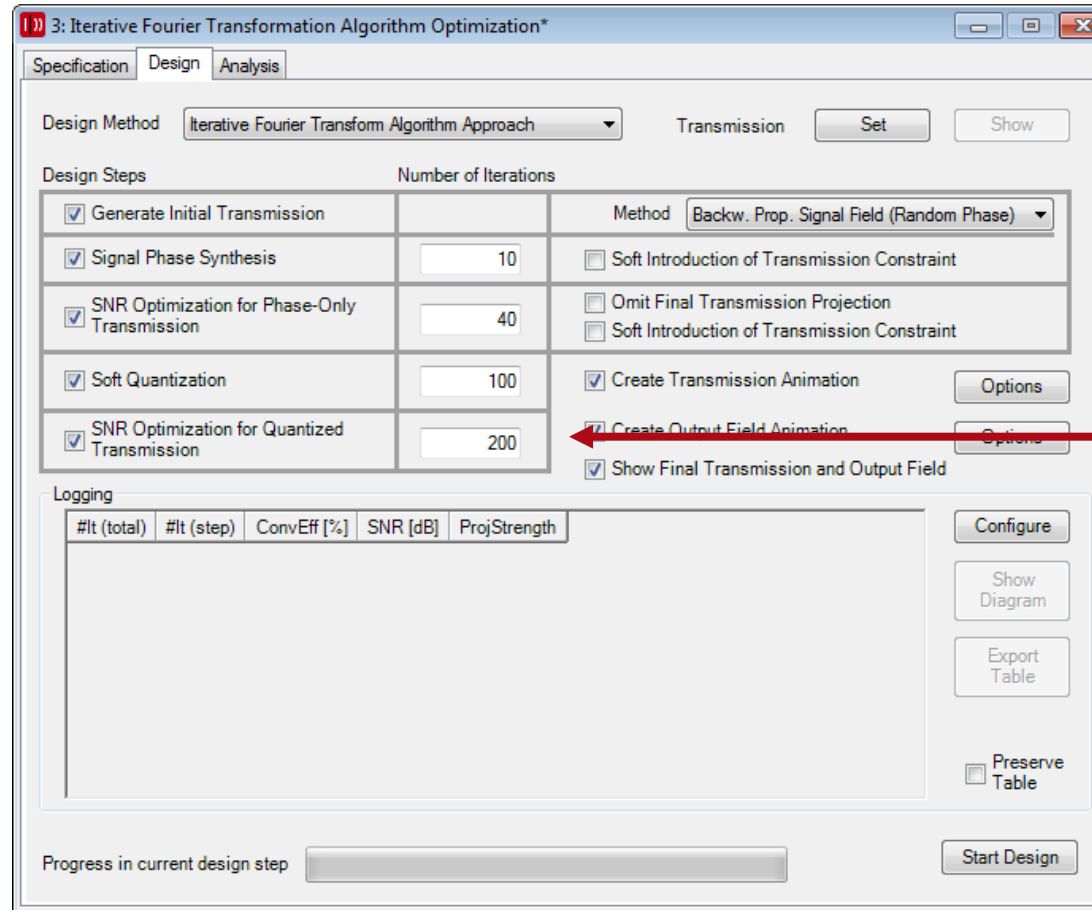 3: Iterative Fourier Transformation Algorithm Optimization*
Specification Design Analysis
Design Method Iterative Fourier Transform Algorithm Approach Transmission Set Show
Design Steps Number of Iterations
Generate Initial Transmission Method Backw. Prop. Signal Field (Random Phase)
Signal Phase Synthesis 10 Soft Introduction of Transmission Constraint
SNR Optimization for Phase-Only
Transmission
40
Omit Final Transmission Projection
Soft Introduction of Transmission Constraint
Soft Quantization 100 Create Transmission Animation Options
SNR Optimization for Quantized
Transmission
200
Create Output Field Animation Options
Show Final Transmission and Output Field
Logging
#It (total) #It (step) ConvEff [%] SNR [dB] ProjStrength
Configure
Show
Diagram
Export
Table
Preserve
Table
Progress in current design step Start Design